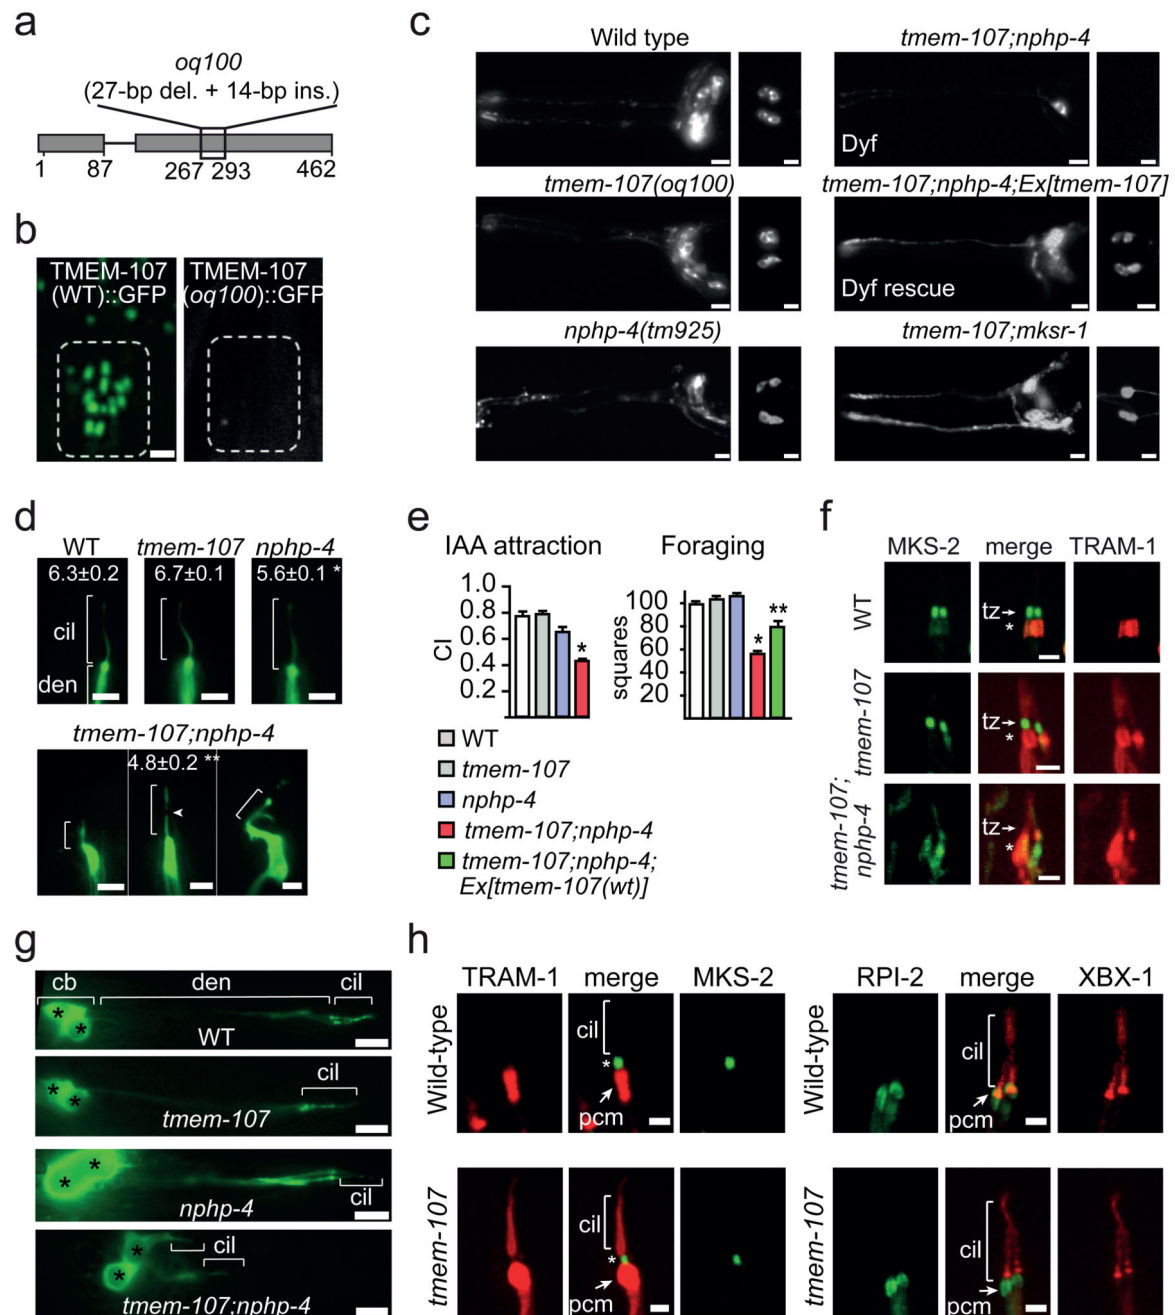 a
oq100
(27-bp del. + 14-bp ins.)
1 87 267 293 462
b
TMEM-107
(WT)::GFP
TMEM-107
(oq100)::GFP
c
Wild type
tmem-107;nphp-4
Dyf
tmem-107(oq100)
tmem-107;nphp-4;Ex[tmem-107]
Dyf rescue
nphp-4(tm925)
tmem-107;mksr-1
d
WT tmem-107 nphp-4
6.3±0.2 6.7±0.1 5.6±0.1 *
cil
den
tmem-107;nphp-4
4.8±0.2 **
e
IAA attraction
CI
1.0
0.8
0.6
0.4
0.2
*
Foraging
squares
100
80
60
40
20
* **
WT
tmem-107
nphp-4
tmem-107;nphp-4
tmem-107;nphp-4;
Ex[tmem-107(wt)]
f
MKS-2 merge TRAM-1
WT
tz
*
tmem-107
tz
*
tmem-107;
nphp-4
tz
*
g
cb den cil
* *
WT
cil
* *
tmem-107
* *
cil
nphp-4
* *
cil
tmem-107;nphp-4
h
TRAM-1 merge MKS-2
Wild-type
cil
*
pcm
tmem-107
cil
*
pcm
RPI-2 merge XBX-1
Wild-type
cil
pcm
tmem-107
cil
pcm